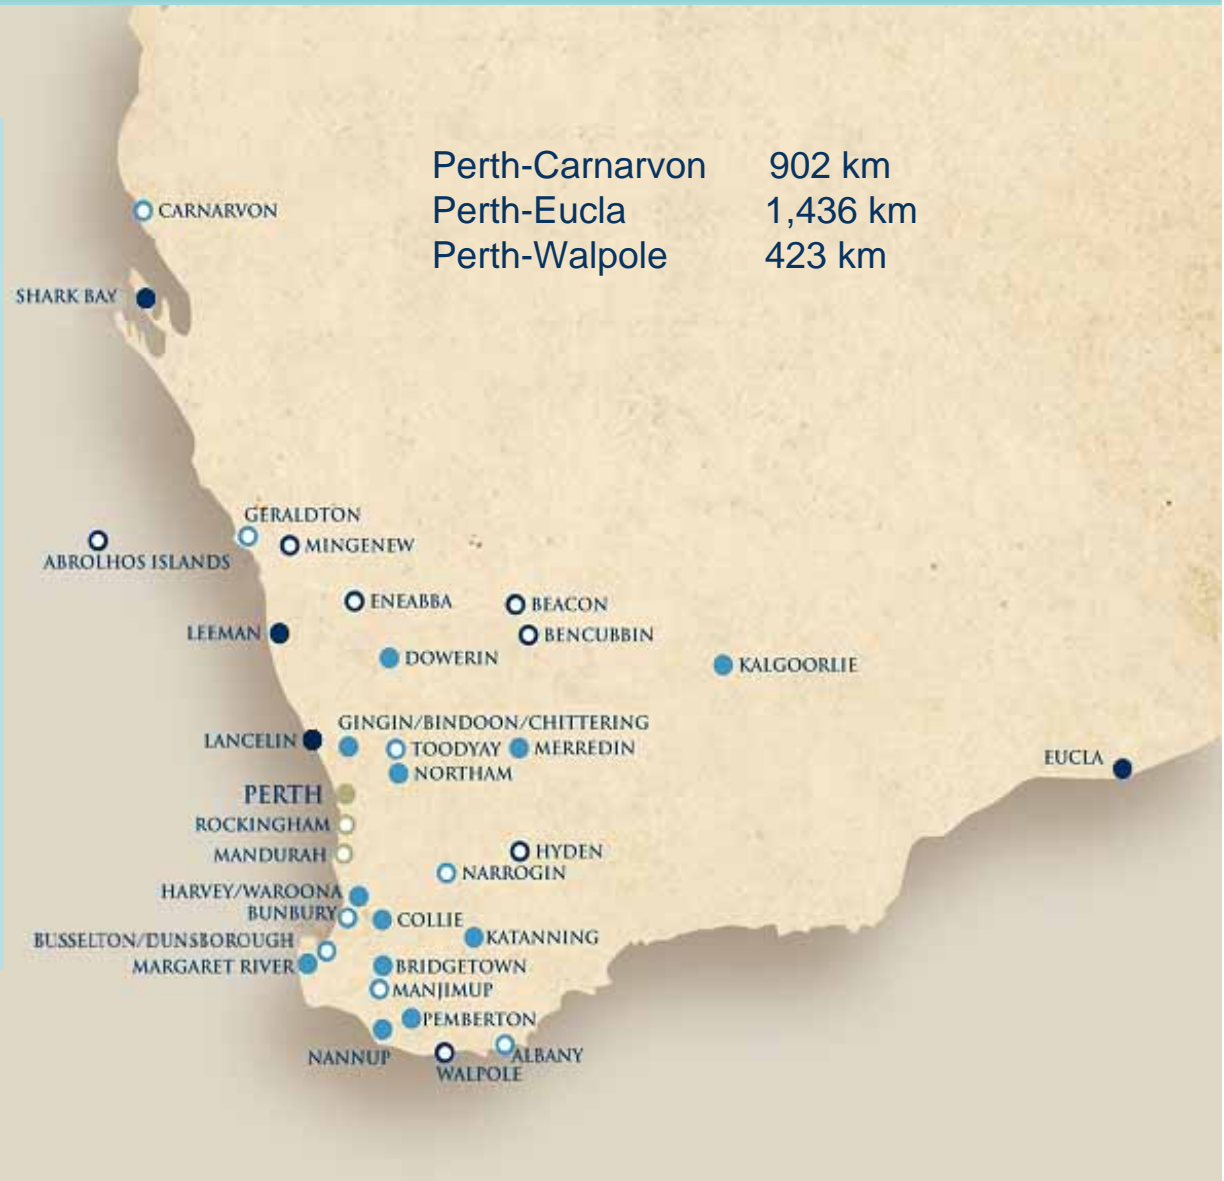 Perth-Carnarvon 902 km
Perth-Eucla 1,436 km
Perth-Walpole 423 km
CARNARVON
SHARK BAY
GERALDTON
MINGENEW
ABROLHOS ISLANDS
ENEABBA
BEACON
LEEMAN
BENCUBBIN
DOWERIN
KALGOORLIE
GINGIN/BINDOON/CHITTERING
LANCELIN
TOODYAY
MERREDIN
EUCLA
NORTHAM
PERTH
ROCKINGHAM
MANDURAH
HYDEN
NARROGIN
HARVEY/WAROONA
BUNBURY
COLLIE
KATANNING
BUSSELTON/DUNSBOROUGH
MARGARET RIVER
BRIDGETOWN
MANJIMUP
PEMBERTON
NANNUP
ALBANY
WALPOLE